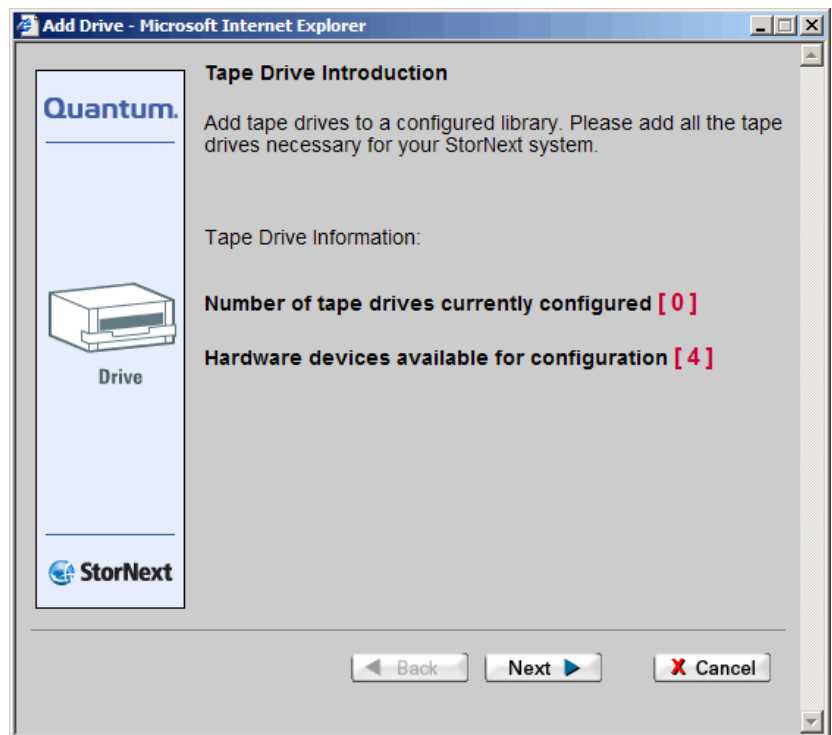 Add Drive - Microsoft Internet Explorer
Quantum.
Drive
StorNext
Tape Drive Introduction
Add tape drives to a configured library. Please add all the tape
drives necessary for your StorNext system.
Tape Drive Information:
Number of tape drives currently configured [ 0 ]
Hardware devices available for configuration [ 4 ]
Back Next X Cancel